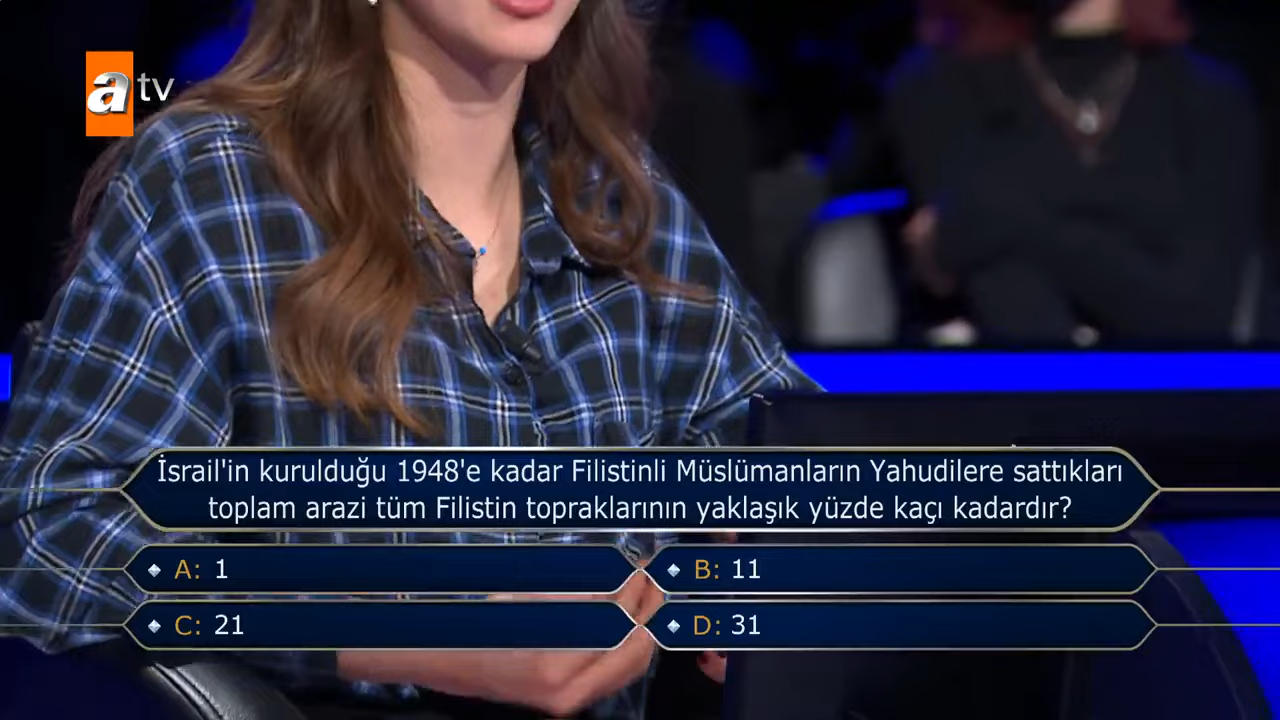 atv
İsrail'in kurulduğu 1948'e kadar Filistinli Müslümanların Yahudilere sattıkları
toplam arazi tüm Filistin topraklarının yaklaşık yüzde kaçı kadardır?
A: 1
B: 11
C: 21
D: 31